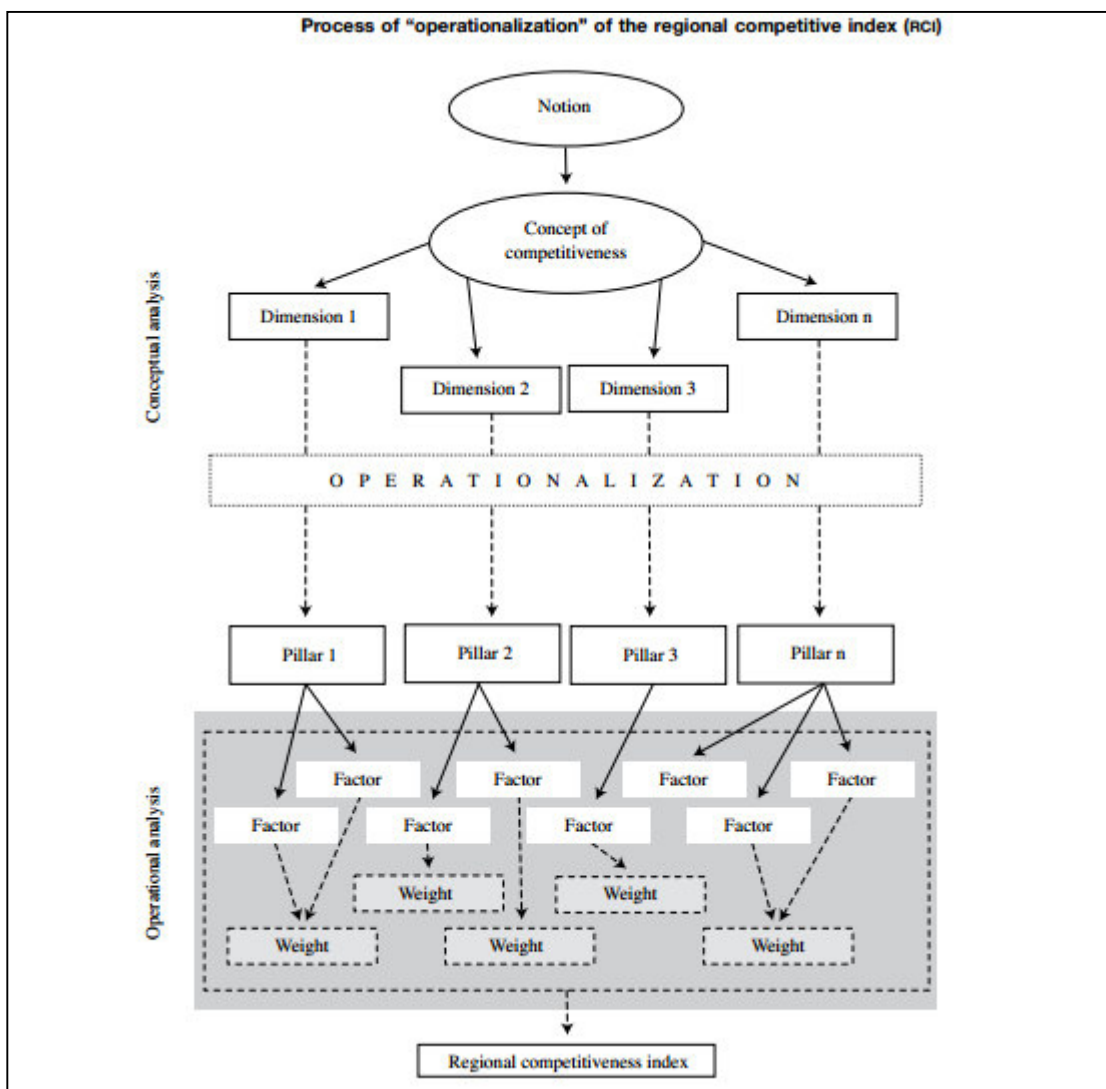 Process of “operationalization” of the regional competitive index (RCI)
Notion
Concept of
competitiveness
Conceptual analysis
Dimension 1
Dimension n
Dimension 2
Dimension 3
OPERATIONALIZATION
Pillar 1
Pillar 2
Pillar 3
Pillar n
Operational analysis
Factor
Factor
Factor
Factor
Factor
Factor
Factor
Factor
Weight
Weight
Weight
Weight
Weight
Regional competitiveness index